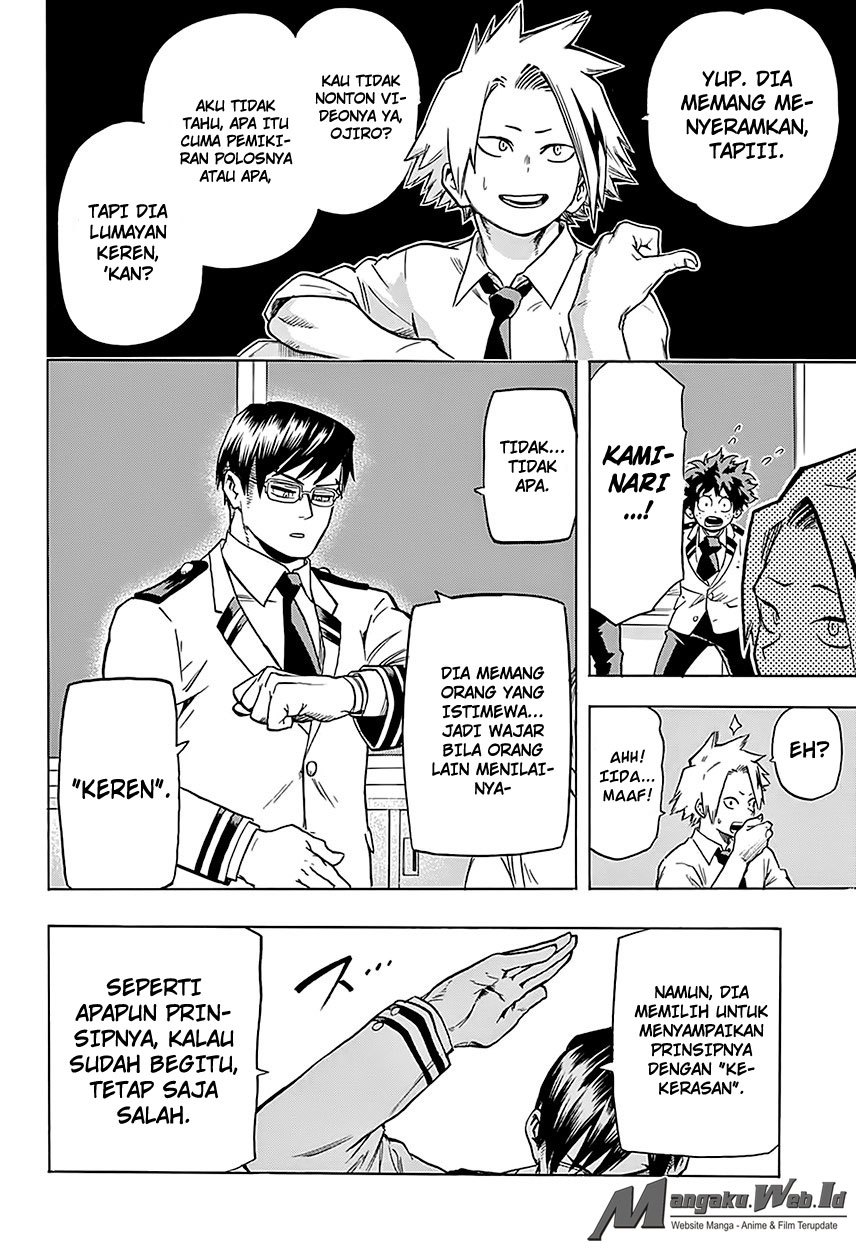 YUP. DIA
MEMANG ME-
NYERAMKAN,
TAPIII.
KAU TIDAK
NONTON VI-
DEONYA YA,
OJIRO?
AKU TIDAK
TAHU, APA ITU
CUMA PEMIKI-
RAN POLOSNYA
ATAU APA,
TAPI DIA
LUMAYAN
KEREN,
'KAN?
KAMI-
NARI
...!
EH?
AHH!
IIDA...
MAAF!
TIDAK...
TIDAK
APA.
DIA MEMANG
ORANG YANG
ISTIMEWA...
JADI WAJAR
BILA ORANG
LAIN MENILAI-
NYA-
"KEREN".
NAMUN, DIA
MEMILIH UNTUK
MENYAMPAIKAN
PRINSIPNYA
DENGAN "KE-
KERASAN".
ス...
SEPERTI
APAPUN PRIN-
SIPNYA, KALAU
SUDAH BEGITU,
TETAP SAJA
SALAH.
Mangaku.Web.Id
Website Manga - Anime & Film Terupdate